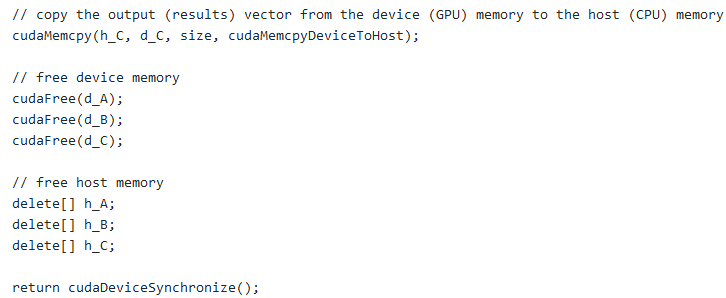 // copy the output (results) vector from the device (GPU) memory to the host (CPU) memory
cudaMemcpy(h_C, d_C, size, cudaMemcpyDeviceToHost);

// free device memory
cudaFree(d_A);
cudaFree(d_B);
cudaFree(d_C);

// free host memory
delete[] h_A;
delete[] h_B;
delete[] h_C;

return cudaDeviceSynchronize();